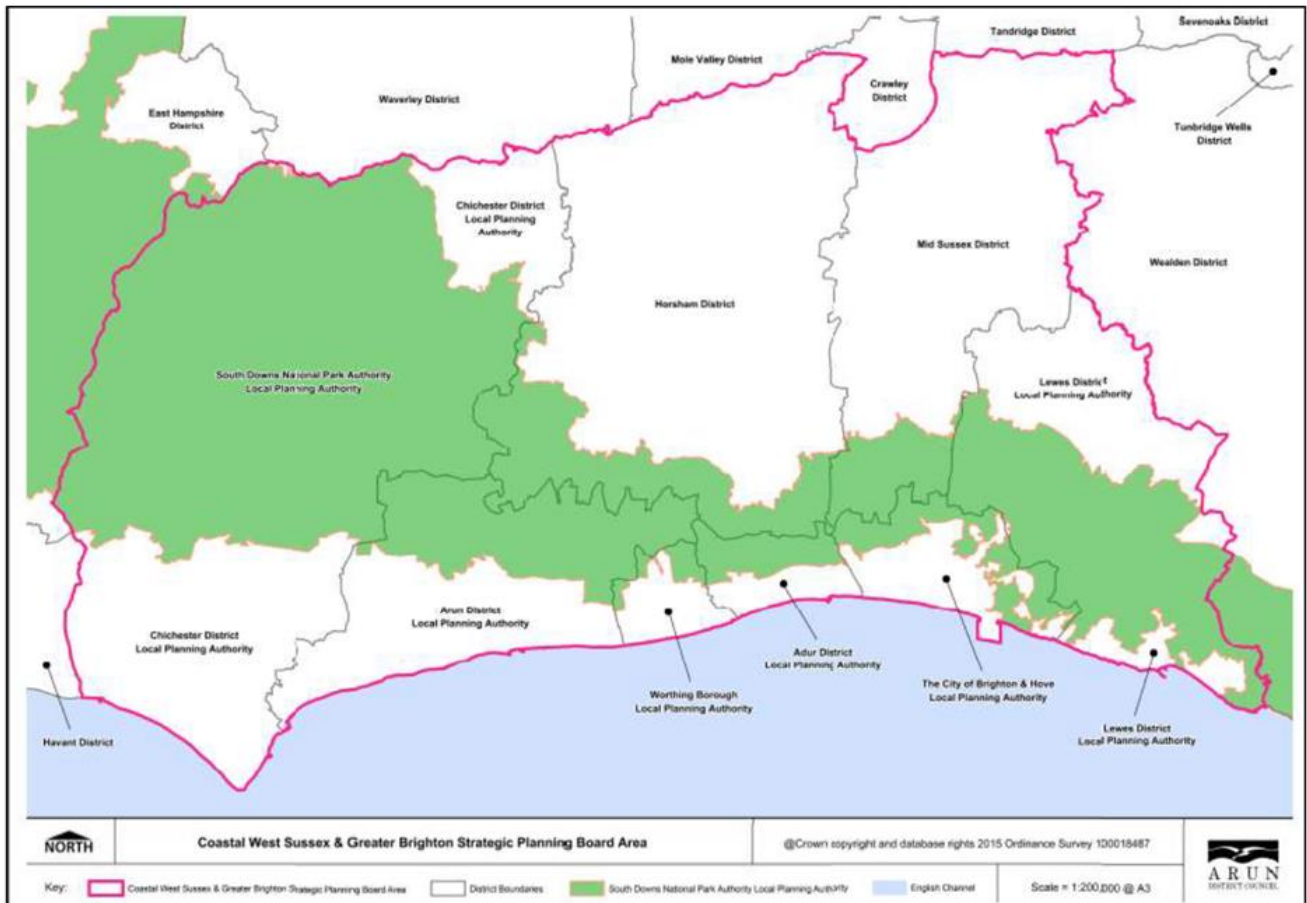 Sevenoaks District
Tandridge District
Mole Valley District
Crawley
District
Waverley District
East Hampshire
District
Tunbridge Wells
District
Chichester District
Local Planning
Authority
Mid Sussex District
Wealden District
Horsham District
South Downs National Park Authority
Local Planning Authority
Lewes District
Local Planning Authority
Arun District
Local Planning Authority
Chichester District
Local Planning Authority
Adur District
Local Planning Authority
The City of Brighton & Hove
Local Planning Authority
Worthing Borough
Local Planning Authority
Lewes District
Local Planning Authority
Havant District
NORTH
Coastal West Sussex & Greater Brighton Strategic Planning Board Area
@Crown copyright and database rights 2015 Ordinance Survey 100018487
ARUN
DISTRICT COUNCIL
Key:
Coastal West Sussex & Greater Brighton Strategic Planning Board Area
District Boundaries
South Downs National Park Authority Local Planning Authority
English Channel
Scale = 1:200,000 @ A3